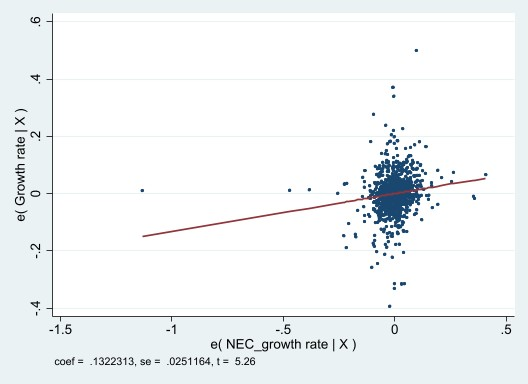 .6
.4
.2
0
-.2
-.4
e( Growth rate | X )
-1.5 -1 -.5 0 .5
e( NEC_growth rate | X )
coef = .1322313, se = .0251164, t = 5.26